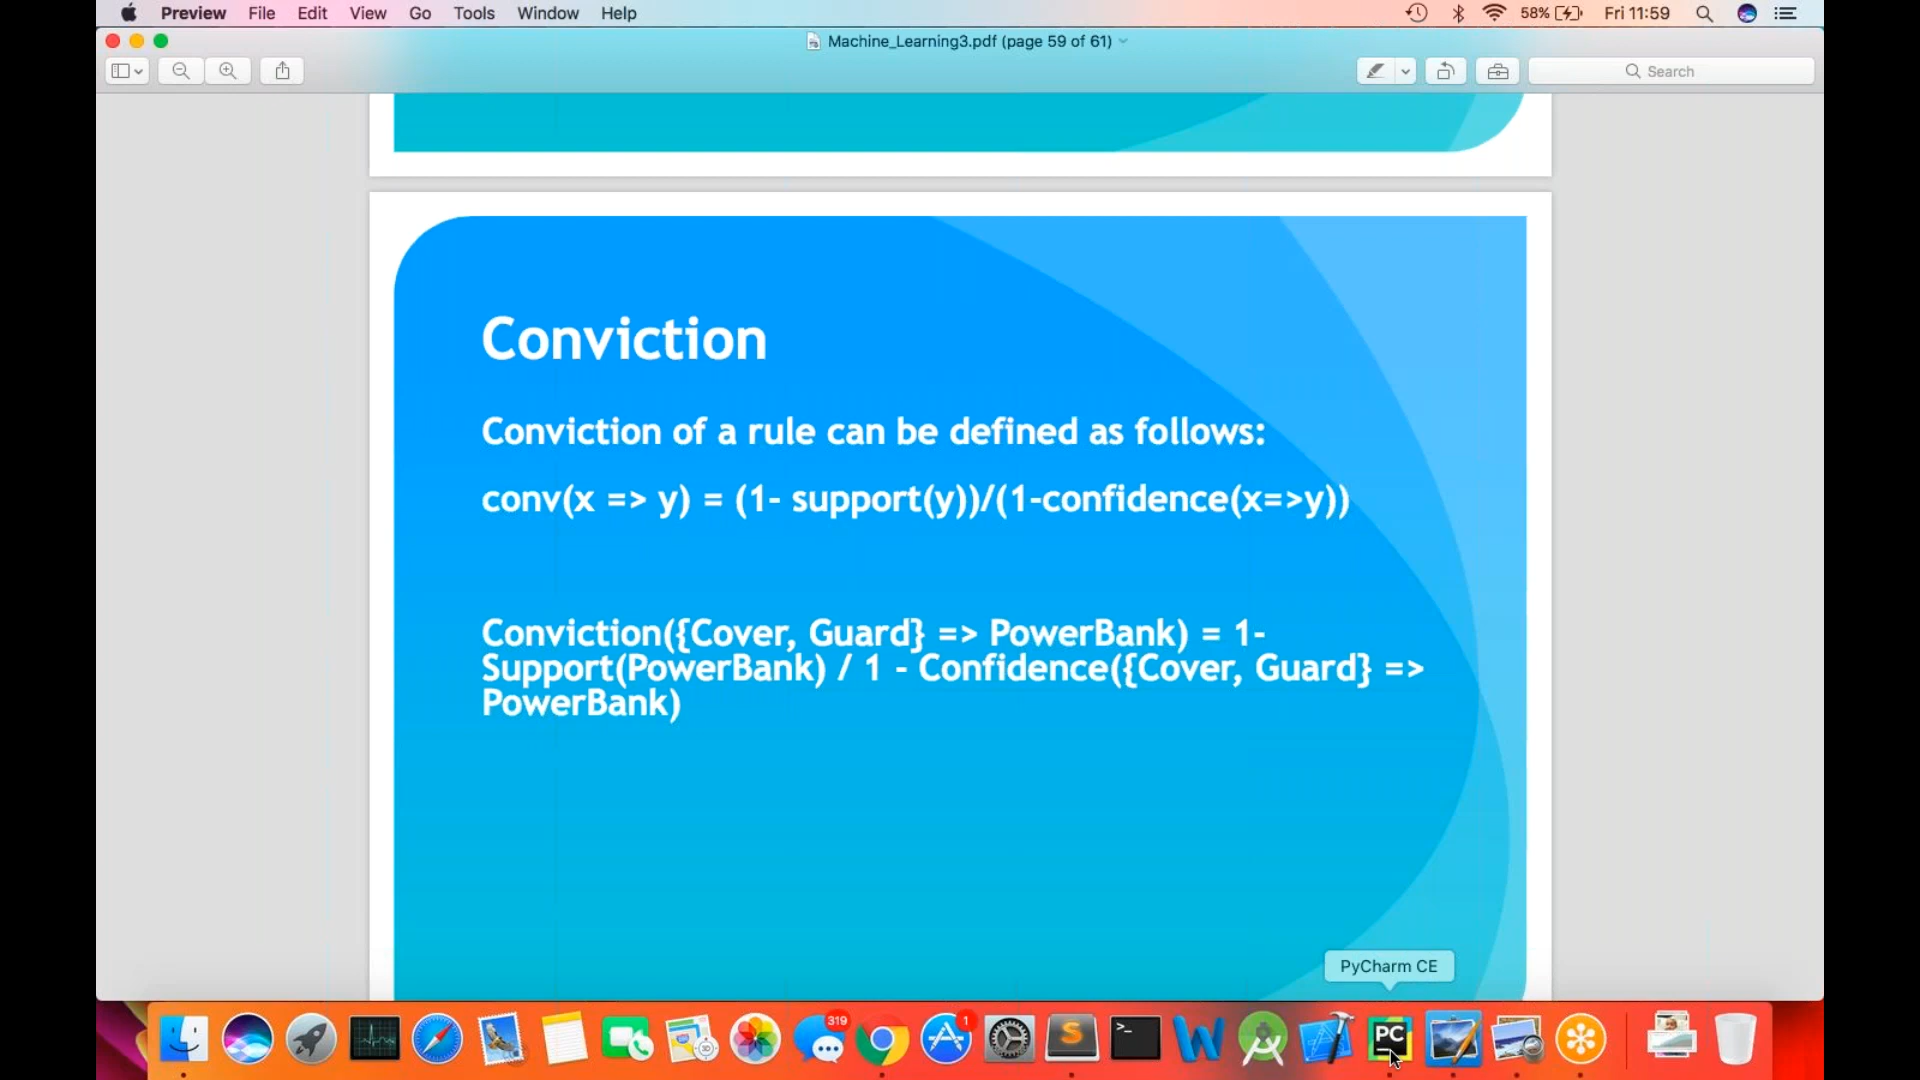 Preview File Edit View Go Tools Window Help 58% Fri 11:59
Machine_Learning3.pdf (page 59 of 61)
Search
Conviction
Conviction of a rule can be defined as follows:
conv(x => y) = (1- support(y))/(1-confidence(x=>y))
Conviction({Cover, Guard} => PowerBank) = 1-
Support(PowerBank) / 1 - Confidence({Cover, Guard} =>
PowerBank)
PyCharm CE
319
1
S
>_
W
PC
3D